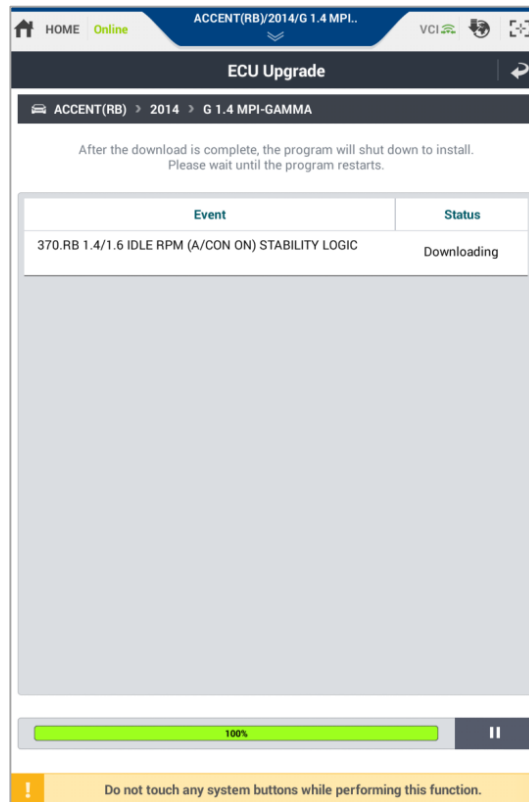 HOME Online ACCENT(RB)/2014/G 1.4 MPI.. VCI
ECU Upgrade
ACCENT(RB) > 2014 > G 1.4 MPI-GAMMA
After the download is complete, the program will shut down to install.
Please wait until the program restarts.
Event Status
370.RB 1.4/1.6 IDLE RPM (A/CON ON) STABILITY LOGIC Downloading
100%
! Do not touch any system buttons while performing this function.